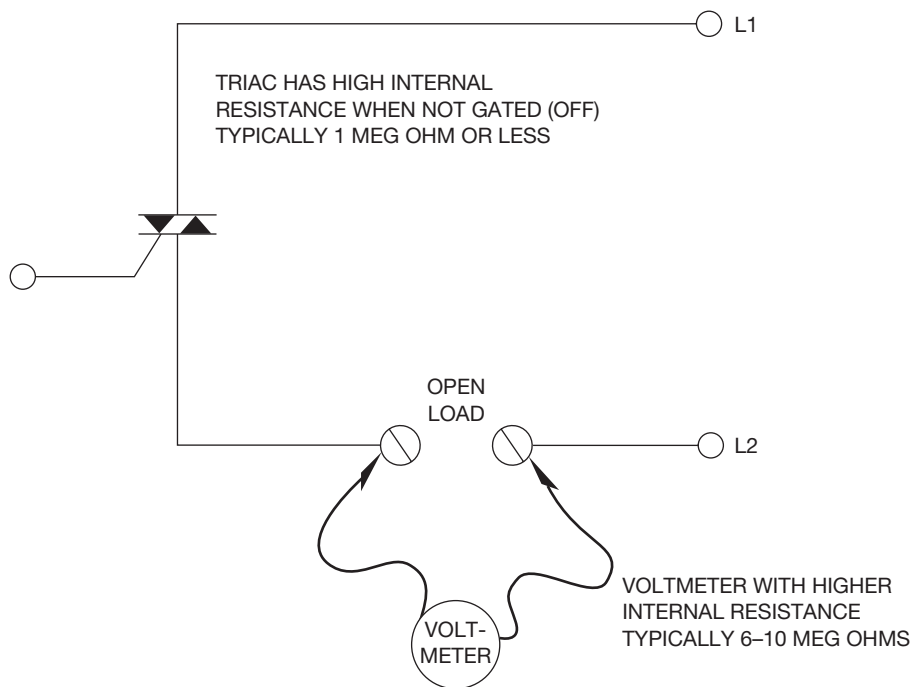 L1
TRIAC HAS HIGH INTERNAL
RESISTANCE WHEN NOT GATED (OFF)
TYPICALLY 1 MEG OHM OR LESS
OPEN
LOAD
L2
VOLTMETER WITH HIGHER
INTERNAL RESISTANCE
TYPICALLY 6–10 MEG OHMS
VOLT-
METER